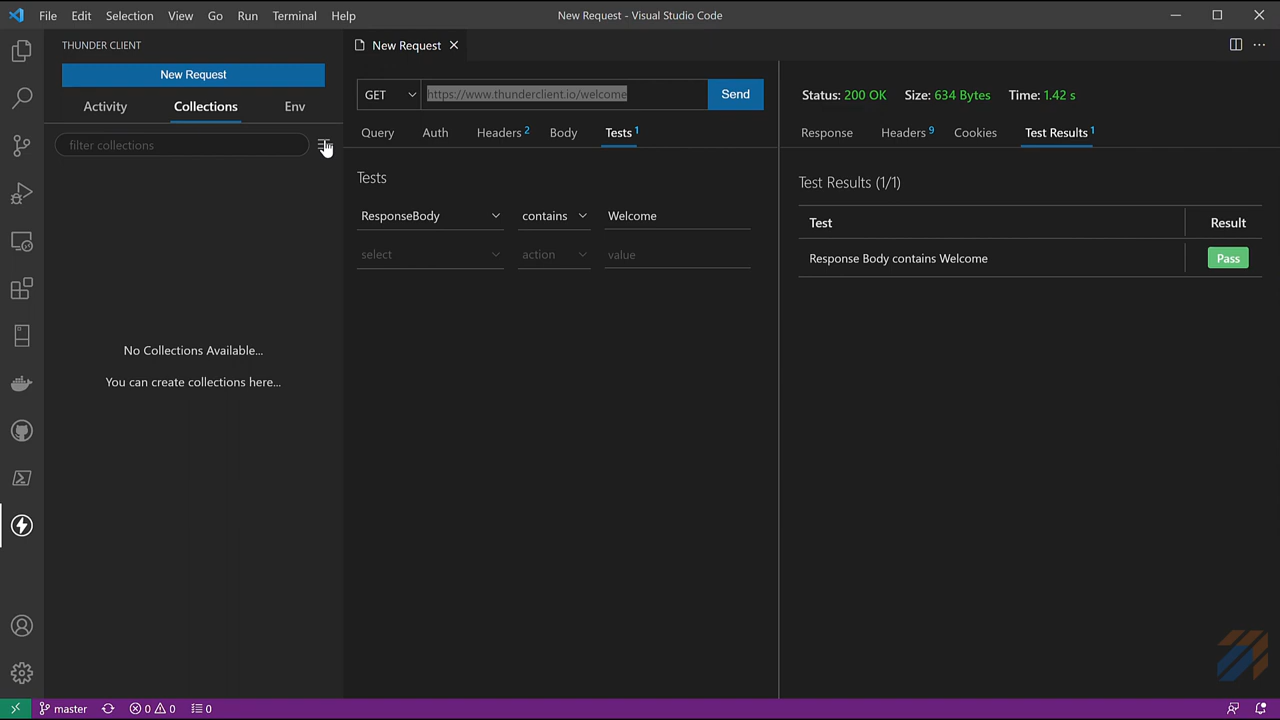 File Edit Selection View Go Run Terminal Help
New Request - Visual Studio Code
THUNDER CLIENT
New Request
Activity Collections Env
filter collections
No Collections Available...
You can create collections here...
New Request
GET https://www.thunderclient.io/welcome Send
Query Auth Headers 2 Body Tests 1
Tests
ResponseBody contains Welcome
select action value
Status: 200 OK Size: 634 Bytes Time: 1.42 s
Response Headers 9 Cookies Test Results 1
Test Results (1/1)
Test Result
Response Body contains Welcome Pass
master 0 0 0